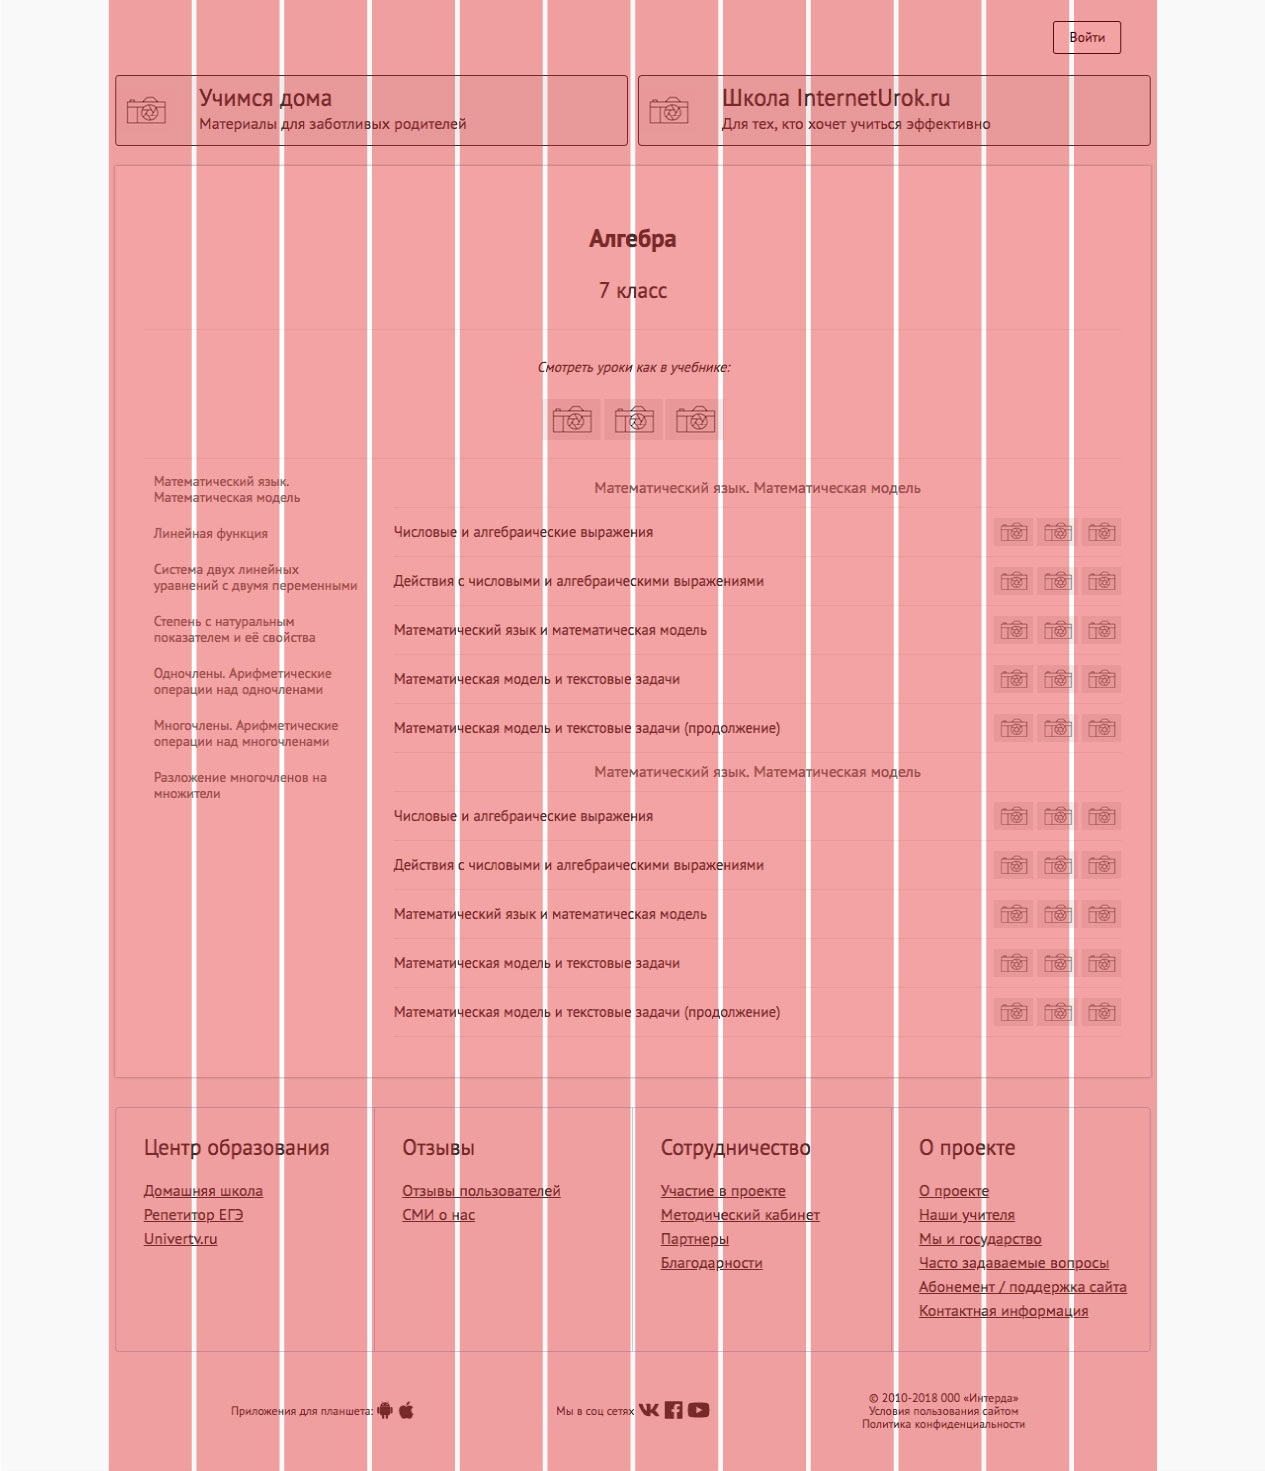 Войти
Учимся дома
Материалы для заботливых родителей
Школа InternetUrok.ru
Для тех, кто хочет учиться эффективно
Алгебра
7 класс
Смотреть уроки как в учебнике:
Математический язык.
Математическая модель
Линейная функция
Система двух линейных
уравнений с двумя переменными
Степень с натуральным
показателем и её свойства
Одночлены. Арифметические
операции над одночленами
Многочлены. Арифметические
операции над многочленами
Разложение многочленов на
множители
Математический язык. Математическая модель
Числовые и алгебраические выражения
Действия с числовыми и алгебраическими выражениями
Математический язык и математическая модель
Математическая модель и текстовые задачи
Математическая модель и текстовые задачи (продолжение)
Математический язык. Математическая модель
Числовые и алгебраические выражения
Действия с числовыми и алгебраическими выражениями
Математический язык и математическая модель
Математическая модель и текстовые задачи
Математическая модель и текстовые задачи (продолжение)
Центр образования
Домашняя школа
Репетитор ЕГЭ
Univertv.ru
Отзывы
Отзывы пользователей
СМИ о нас
Сотрудничество
Участие в проекте
Методический кабинет
Партнеры
Благодарности
О проекте
О проекте
Наши учителя
Мы и государство
Часто задаваемые вопросы
Абонемент / поддержка сайта
Контактная информация
Приложения для планшета:
Мы в соц сетях
© 2010-2018 ООО «Интерда»
Условия пользования сайтом
Политика конфиденциальности